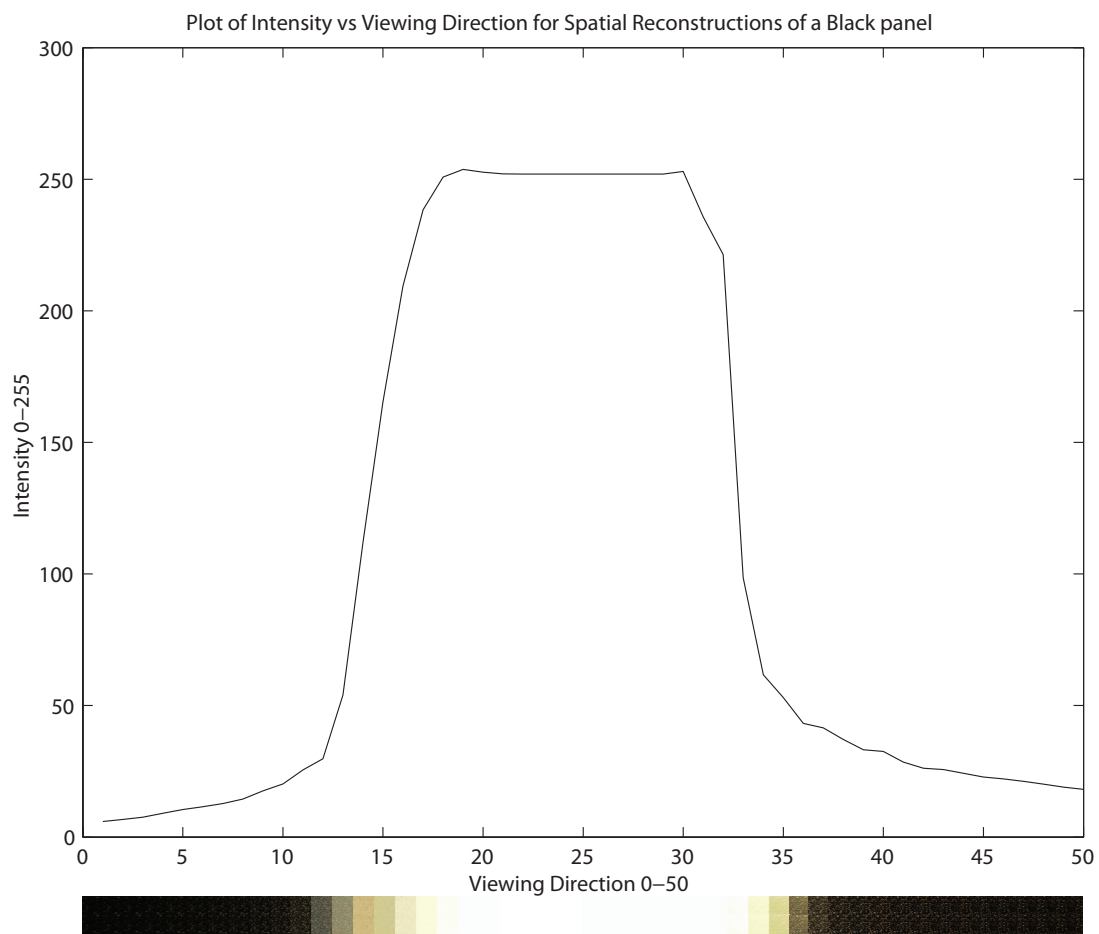 Plot of Intensity vs Viewing Direction for Spatial Reconstructions of a Black panel
300
250
200
150
100
50
0
Intensity 0−255
0 5 10 15 20 25 30 35 40 45 50
Viewing Direction 0−50